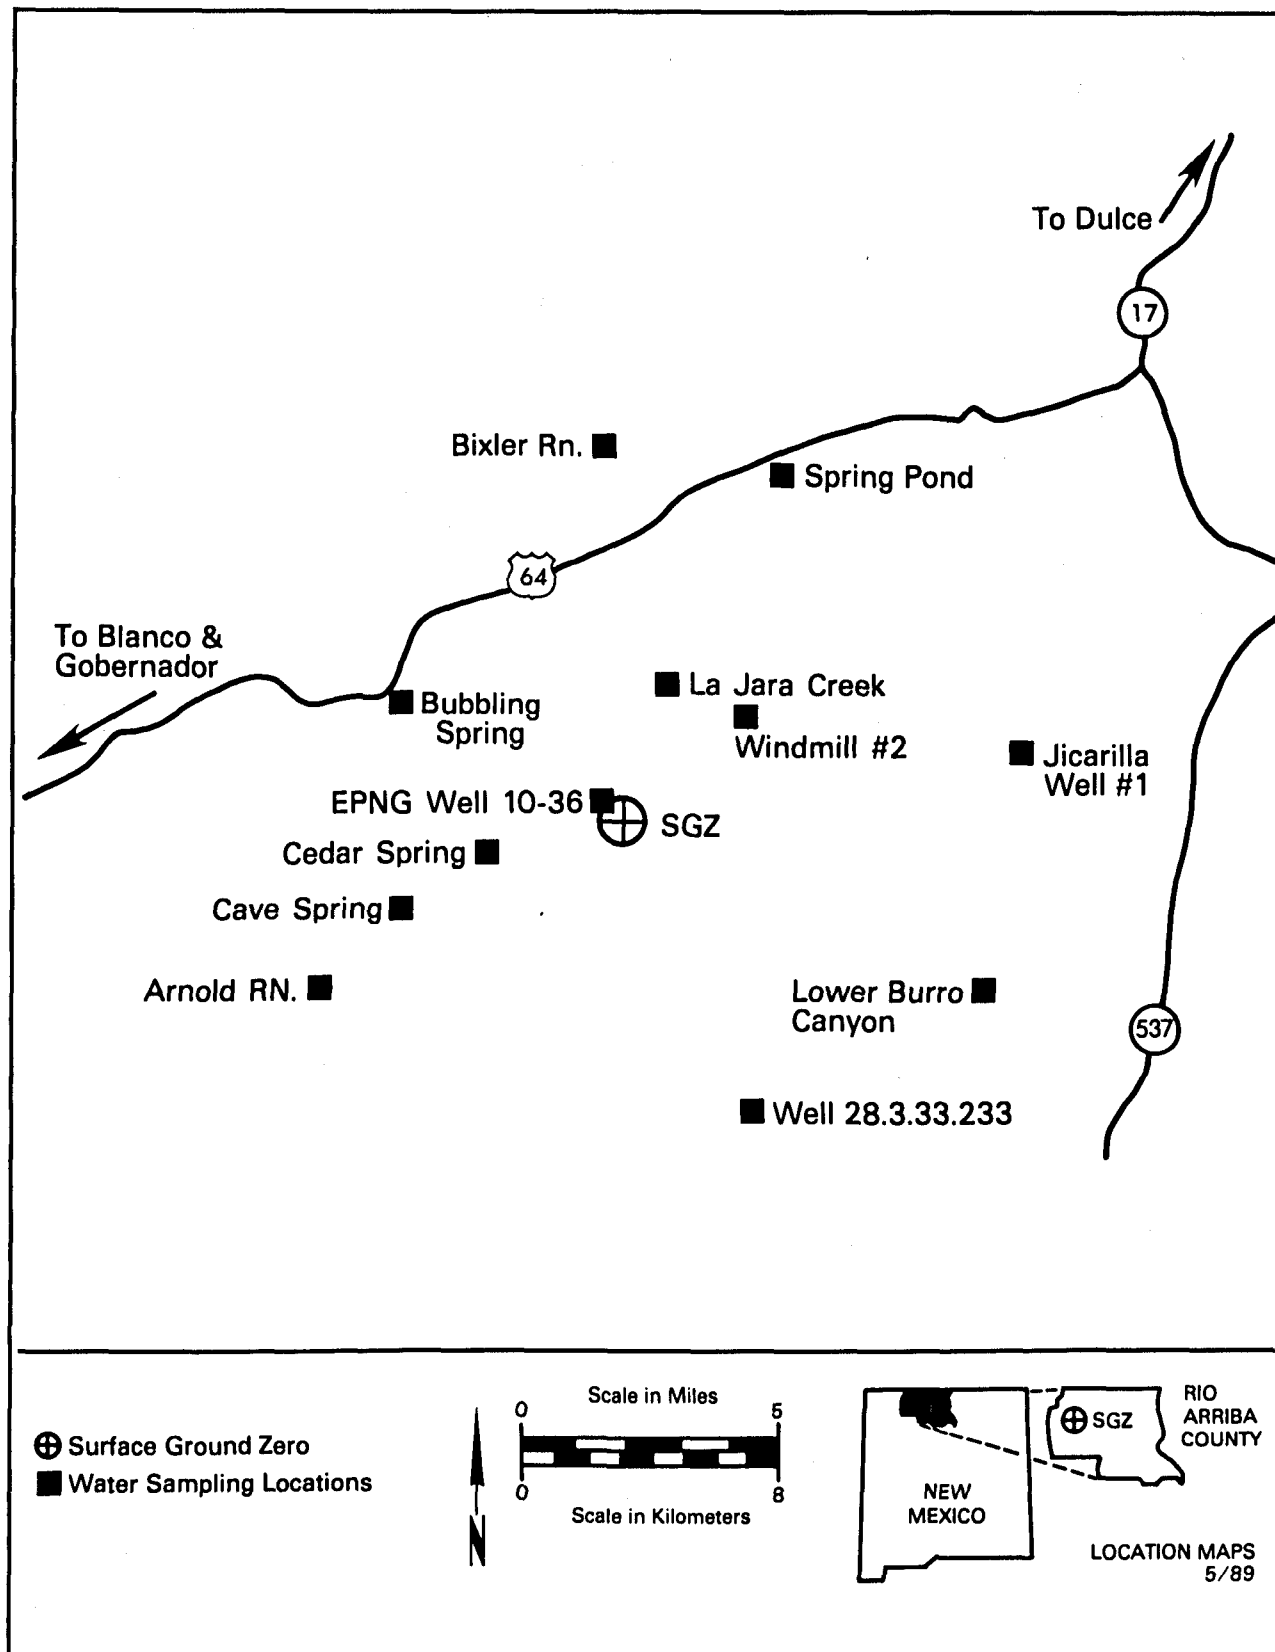 To Dulce
17
Bixler Rn.
Spring Pond
64
To Blanco &
Gobernador
La Jara Creek
Bubbling
Spring
Windmill #2
Jicarilla
Well #1
EPNG Well 10-36
SGZ
Cedar Spring
Cave Spring
Arnold RN.
Lower Burro
Canyon
537
Well 28.3.33.233
Surface Ground Zero
Water Sampling Locations
Scale in Miles
0 5
0 8
Scale in Kilometers
N
NEW
MEXICO
SGZ
RIO
ARRIBA
COUNTY
LOCATION MAPS
5/89